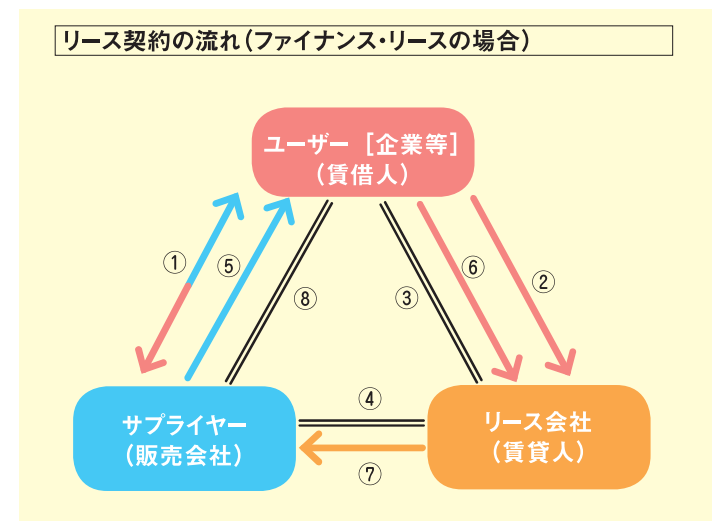 リース契約の流れ(ファイナンス・リースの場合)
ユーザー [企業等]
(賃借人)
①
⑤
⑧
③
⑥
②
サプライヤー
(販売会社)
④
⑦
リース会社
(賃貸人)